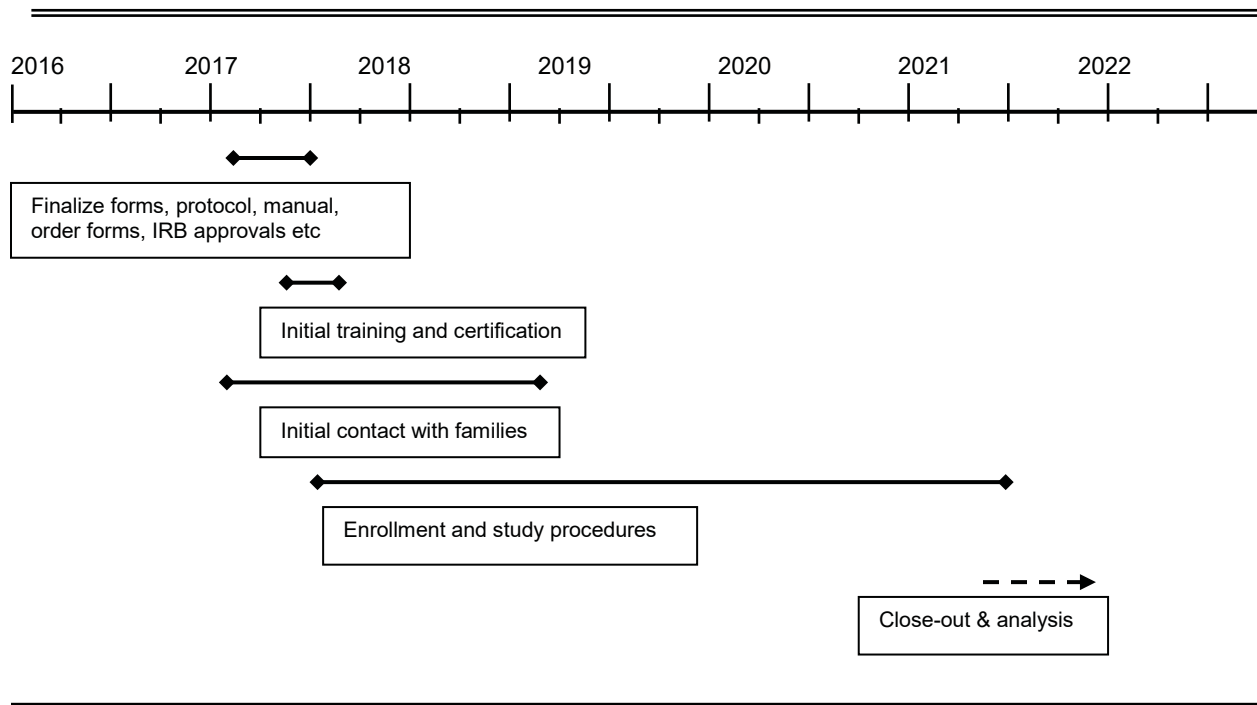 2016 2017 2018 2019 2020 2021 2022
Finalize forms, protocol, manual,
order forms, IRB approvals etc
Initial training and certification
Initial contact with families
Enrollment and study procedures
Close-out & analysis